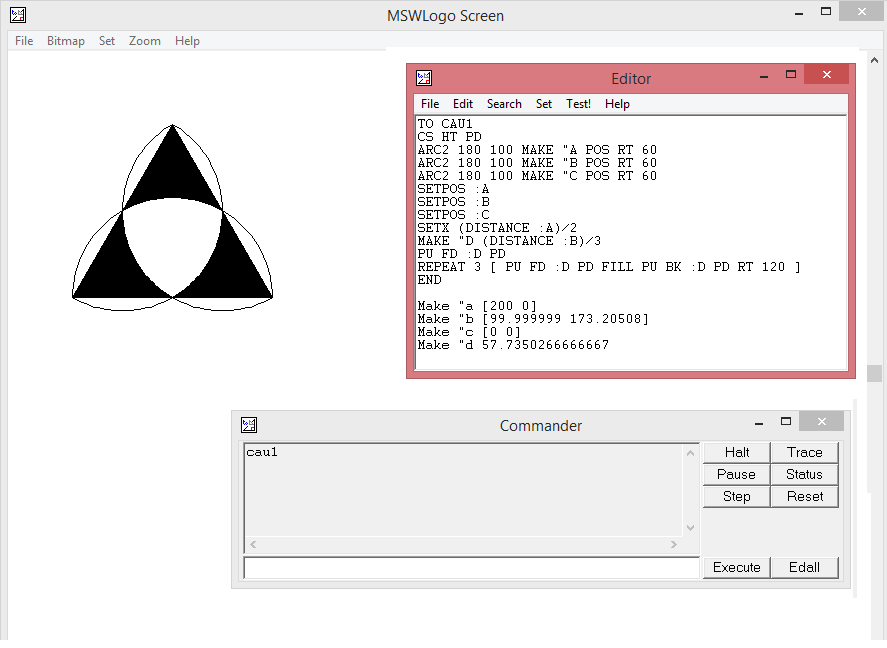 MSWLogo Screen
File Bitmap Set Zoom Help
Editor
File Edit Search Set Test! Help
TO CAU1
CS HT PD
ARC2 180 100 MAKE "A POS RT 60
ARC2 180 100 MAKE "B POS RT 60
ARC2 180 100 MAKE "C POS RT 60
SETPOS :A
SETPOS :B
SETPOS :C
SETX (DISTANCE :A)/2
MAKE "D (DISTANCE :B)/3
PU FD :D PD
REPEAT 3 [ PU FD :D PD FILL PU BK :D PD RT 120 ]
END
Make "a [200 0]
Make "b [99.999999 173.20508]
Make "c [0 0]
Make "d 57.7350266666667
Commander
cau1
Halt Trace
Pause Status
Step Reset
Execute Edall